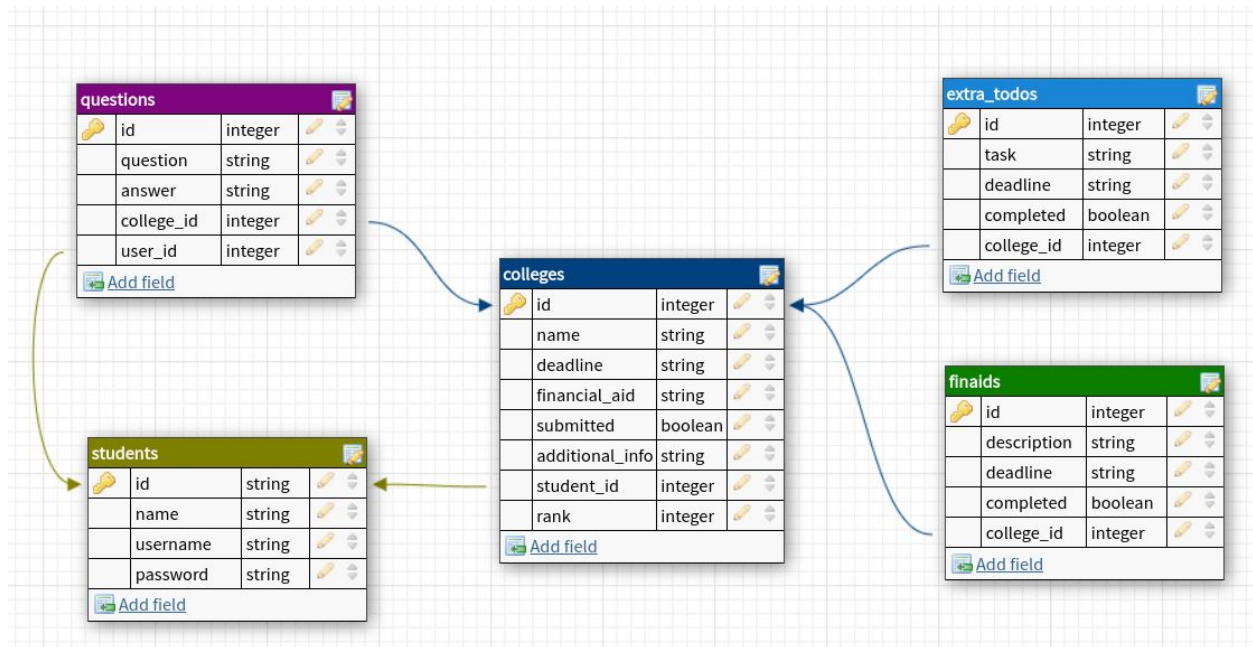 questions
id integer
question string
answer string
college_id integer
user_id integer
Add field
students
id string
name string
username string
password string
Add field
colleges
id integer
name string
deadline string
financial_aid string
submitted boolean
additional_info string
student_id integer
rank integer
Add field
extra_todos
id integer
task string
deadline string
completed boolean
college_id integer
Add field
finaids
id integer
description string
deadline string
completed boolean
college_id integer
Add field